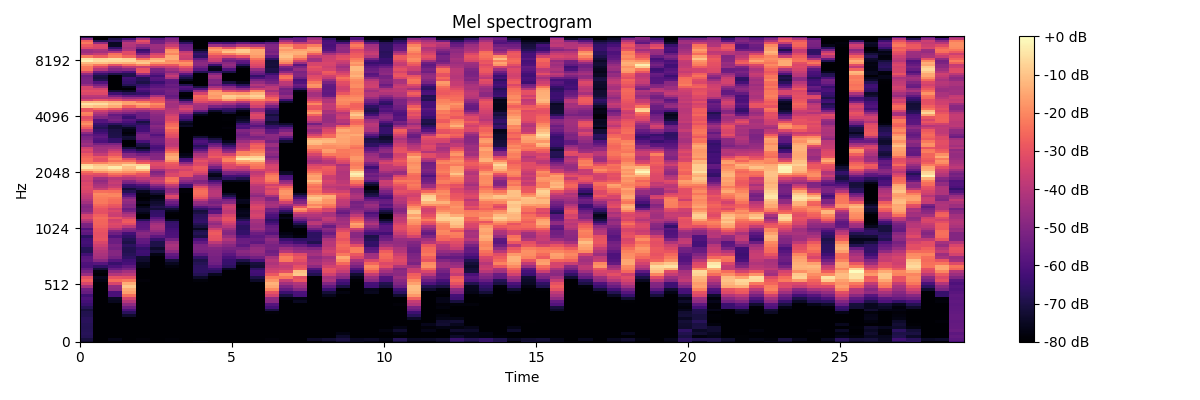 Mel spectrogram
8192
4096
2048
1024
512
0
Hz
0 5 10 15 20 25
Time
+0 dB
-10 dB
-20 dB
-30 dB
-40 dB
-50 dB
-60 dB
-70 dB
-80 dB